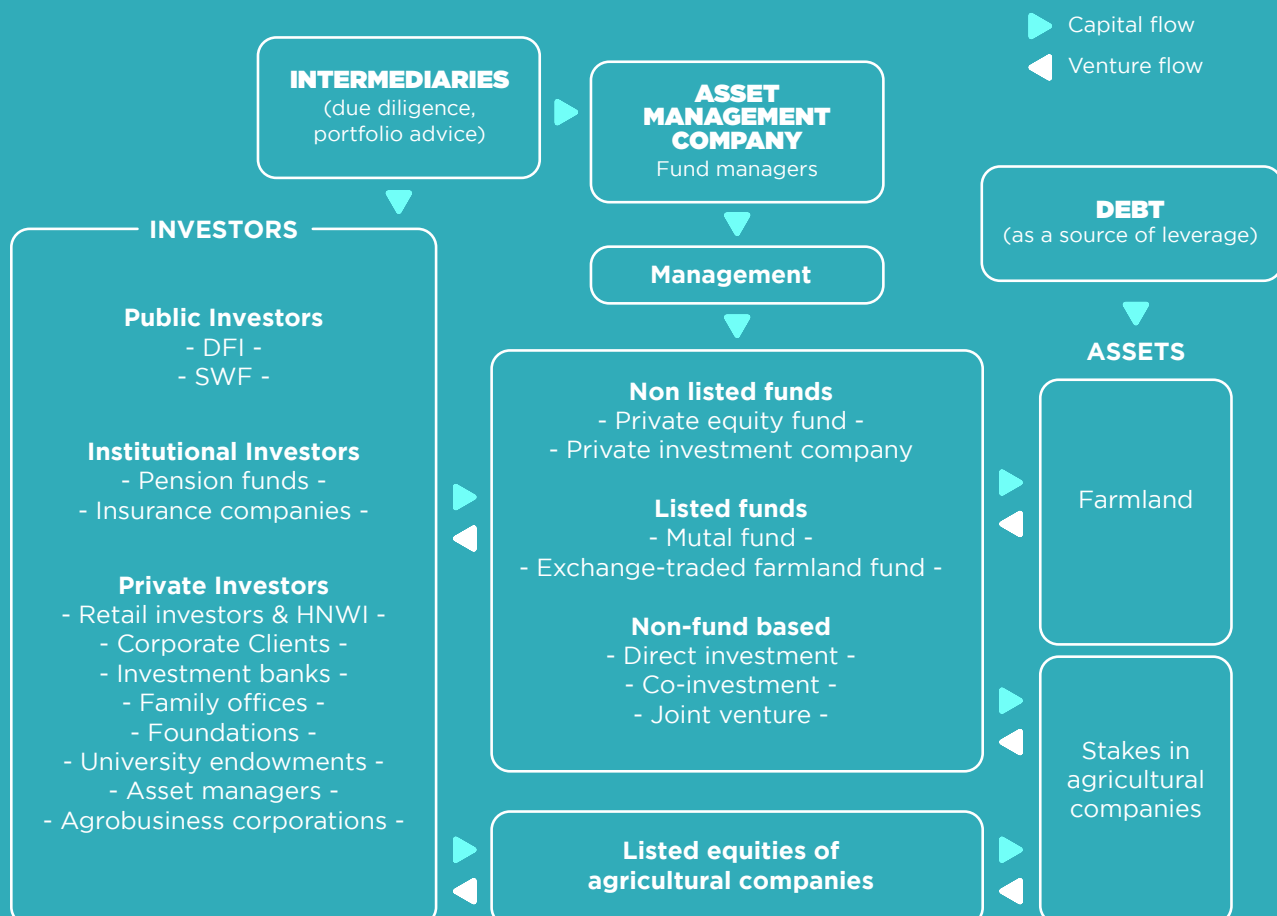 Capital flow
Venture flow
INTERMEDIARIES
(due diligence,
portfolio advice)
ASSET
MANAGEMENT
COMPANY
Fund managers
DEBT
(as a source of leverage)
INVESTORS
Public Investors
- DFI -
- SWF -
Institutional Investors
- Pension funds -
- Insurance companies -
Private Investors
- Retail investors & HNWI -
- Corporate Clients -
- Investment banks -
- Family offices -
- Foundations -
- University endowments -
- Asset managers -
- Agrobusiness corporations -
Management
Non listed funds
- Private equity fund -
- Private investment company
Listed funds
- Mutal fund -
- Exchange-traded farmland fund -
Non-fund based
- Direct investment -
- Co-investment -
- Joint venture -
Listed equities of
agricultural companies
ASSETS
Farmland
Stakes in
agricultural
companies